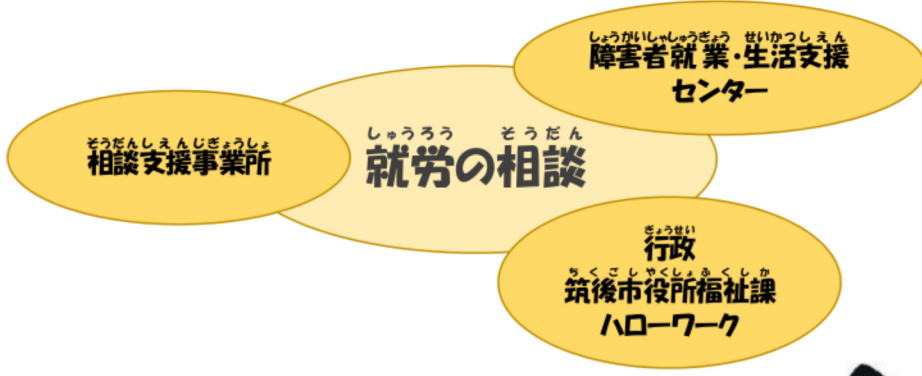 しゅうろう そうだん
就労の相談
そうだんしえんじぎょうしょ
相談支援事業所
しょうがいしゃしゅうぎょう せいかつしえん
障害者就業・生活支援
センター
ぎょうせい
行政
ちくごしやくしょふくしか
筑後市役所福祉課
ハローワーク